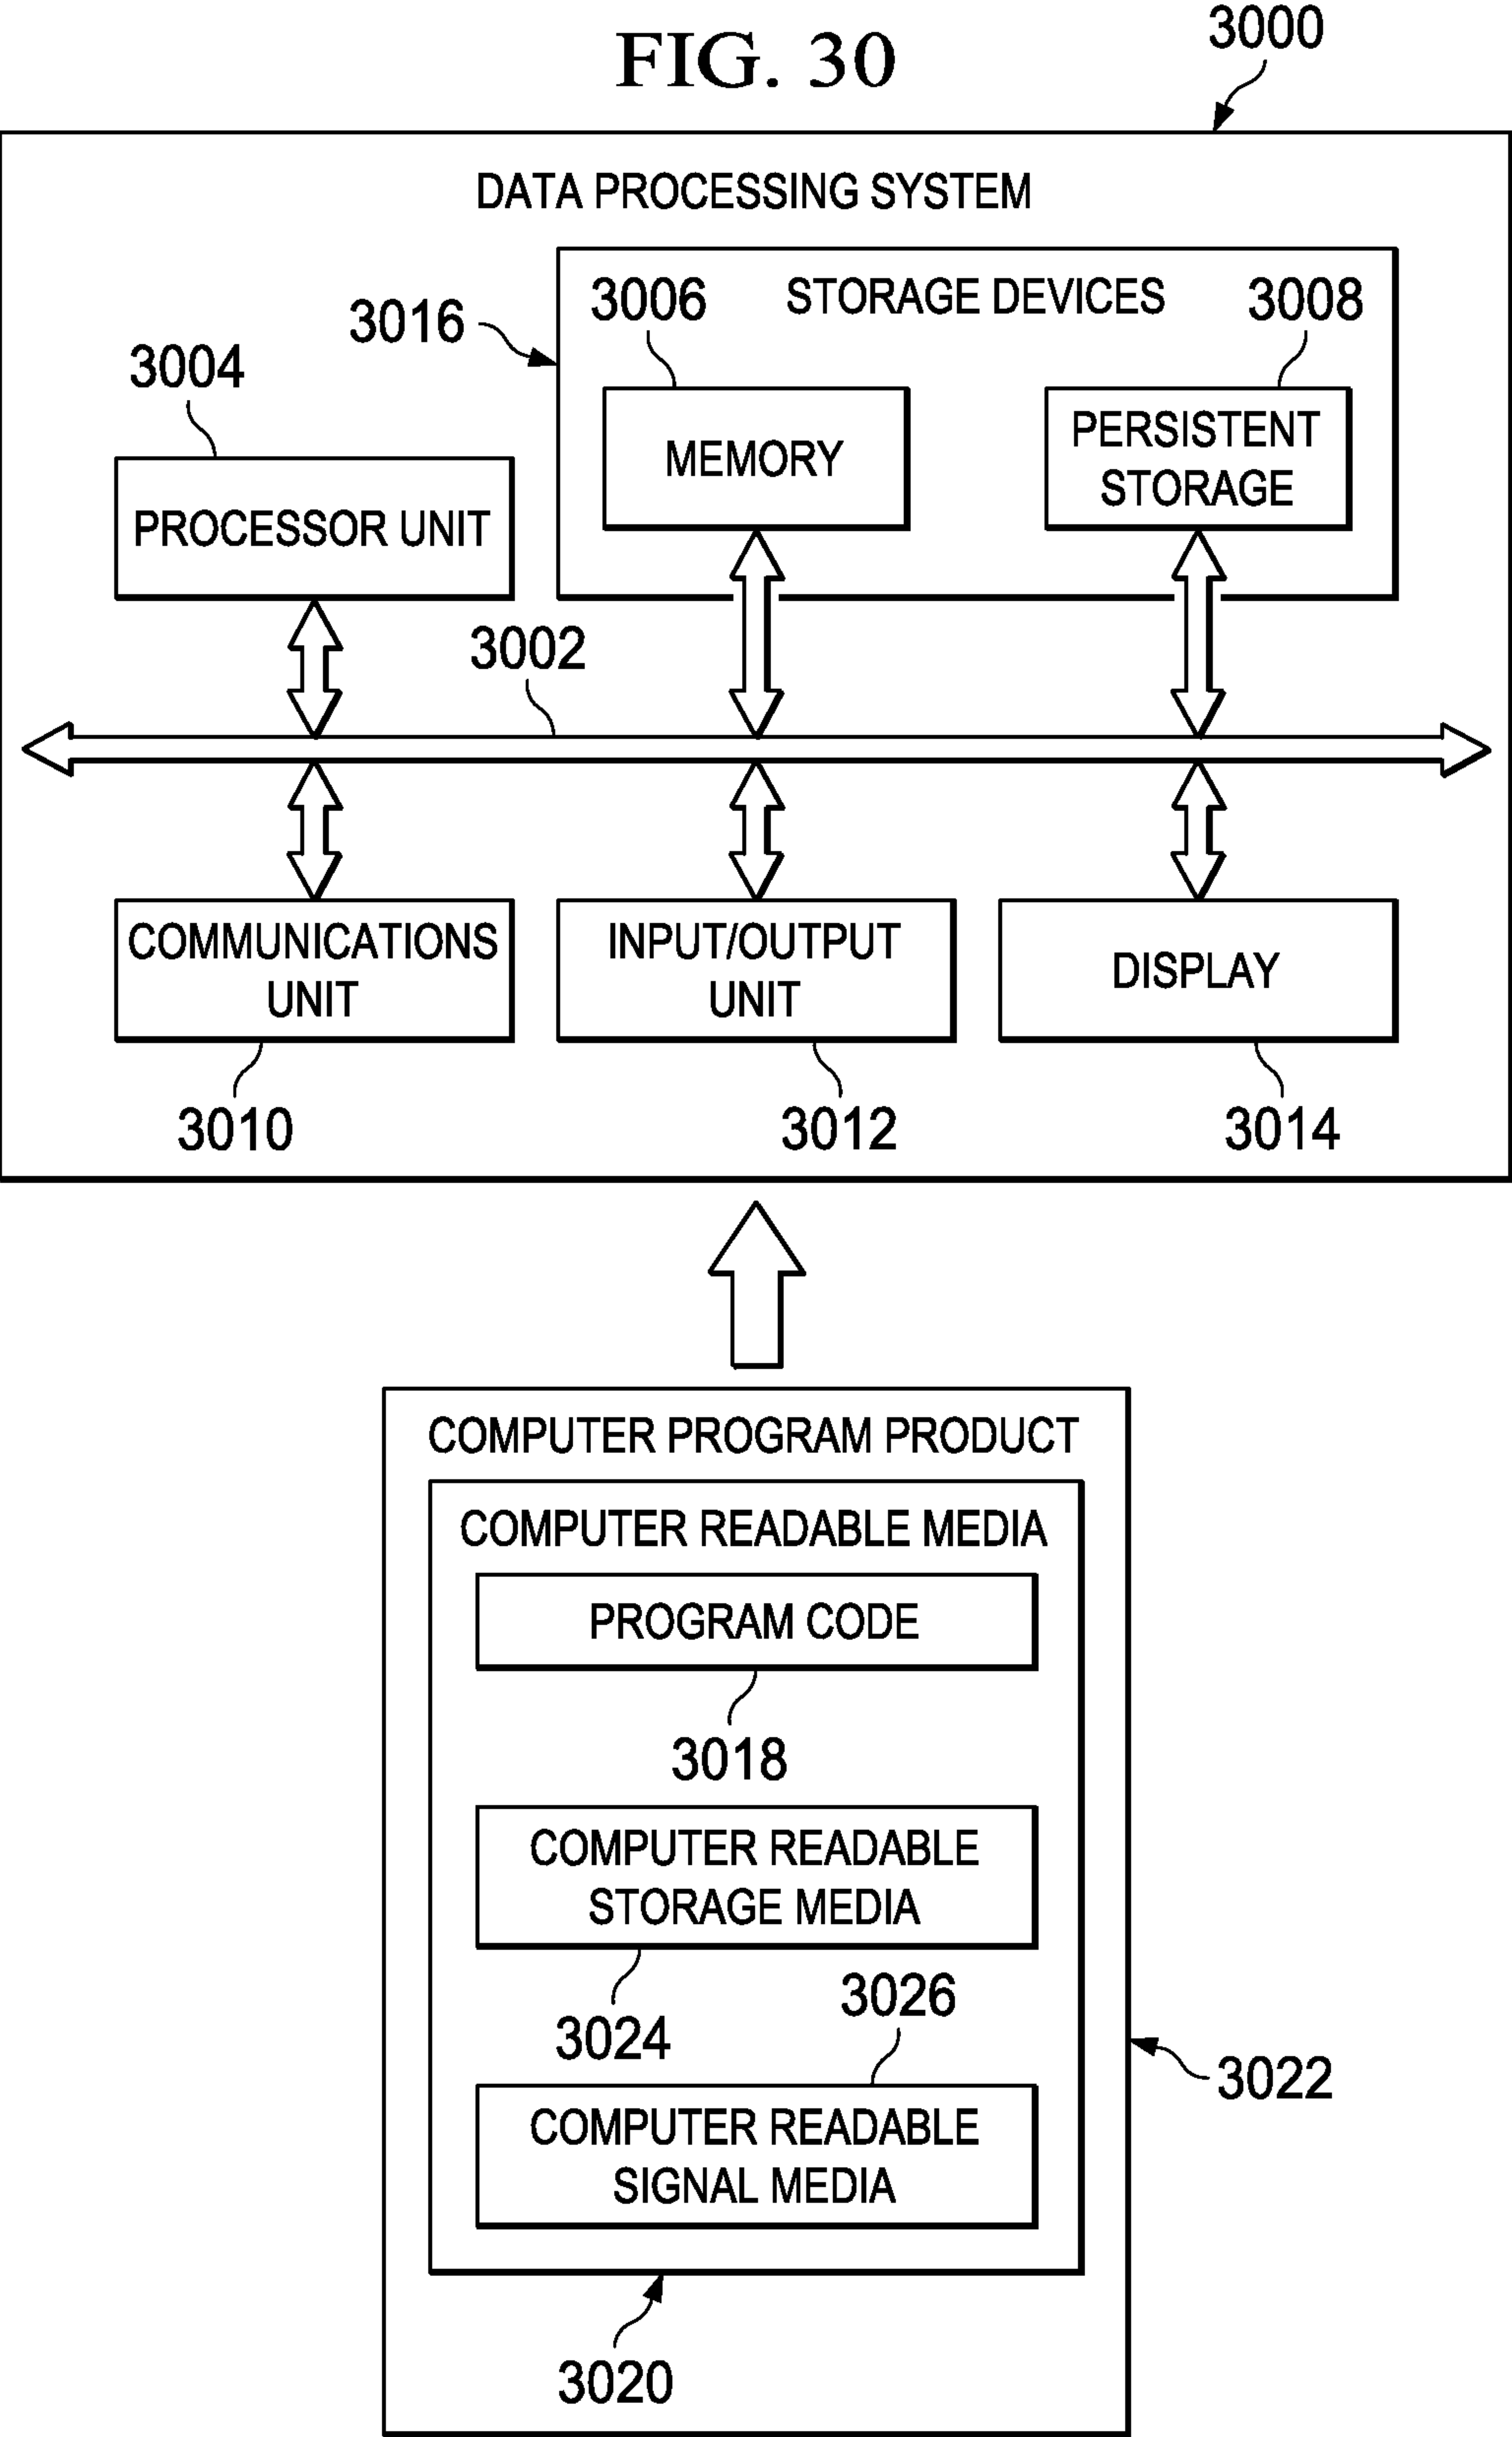 FIG. 30
3000
DATA PROCESSING SYSTEM
3016
3006
STORAGE DEVICES
3008
3004
MEMORY
PERSISTENT
STORAGE
PROCESSOR UNIT
3002
COMMUNICATIONS
UNIT
INPUT/OUTPUT
UNIT
DISPLAY
3010
3012
3014
COMPUTER PROGRAM PRODUCT
COMPUTER READABLE MEDIA
PROGRAM CODE
3018
COMPUTER READABLE
STORAGE MEDIA
3024
3026
COMPUTER READABLE
SIGNAL MEDIA
3022
3020